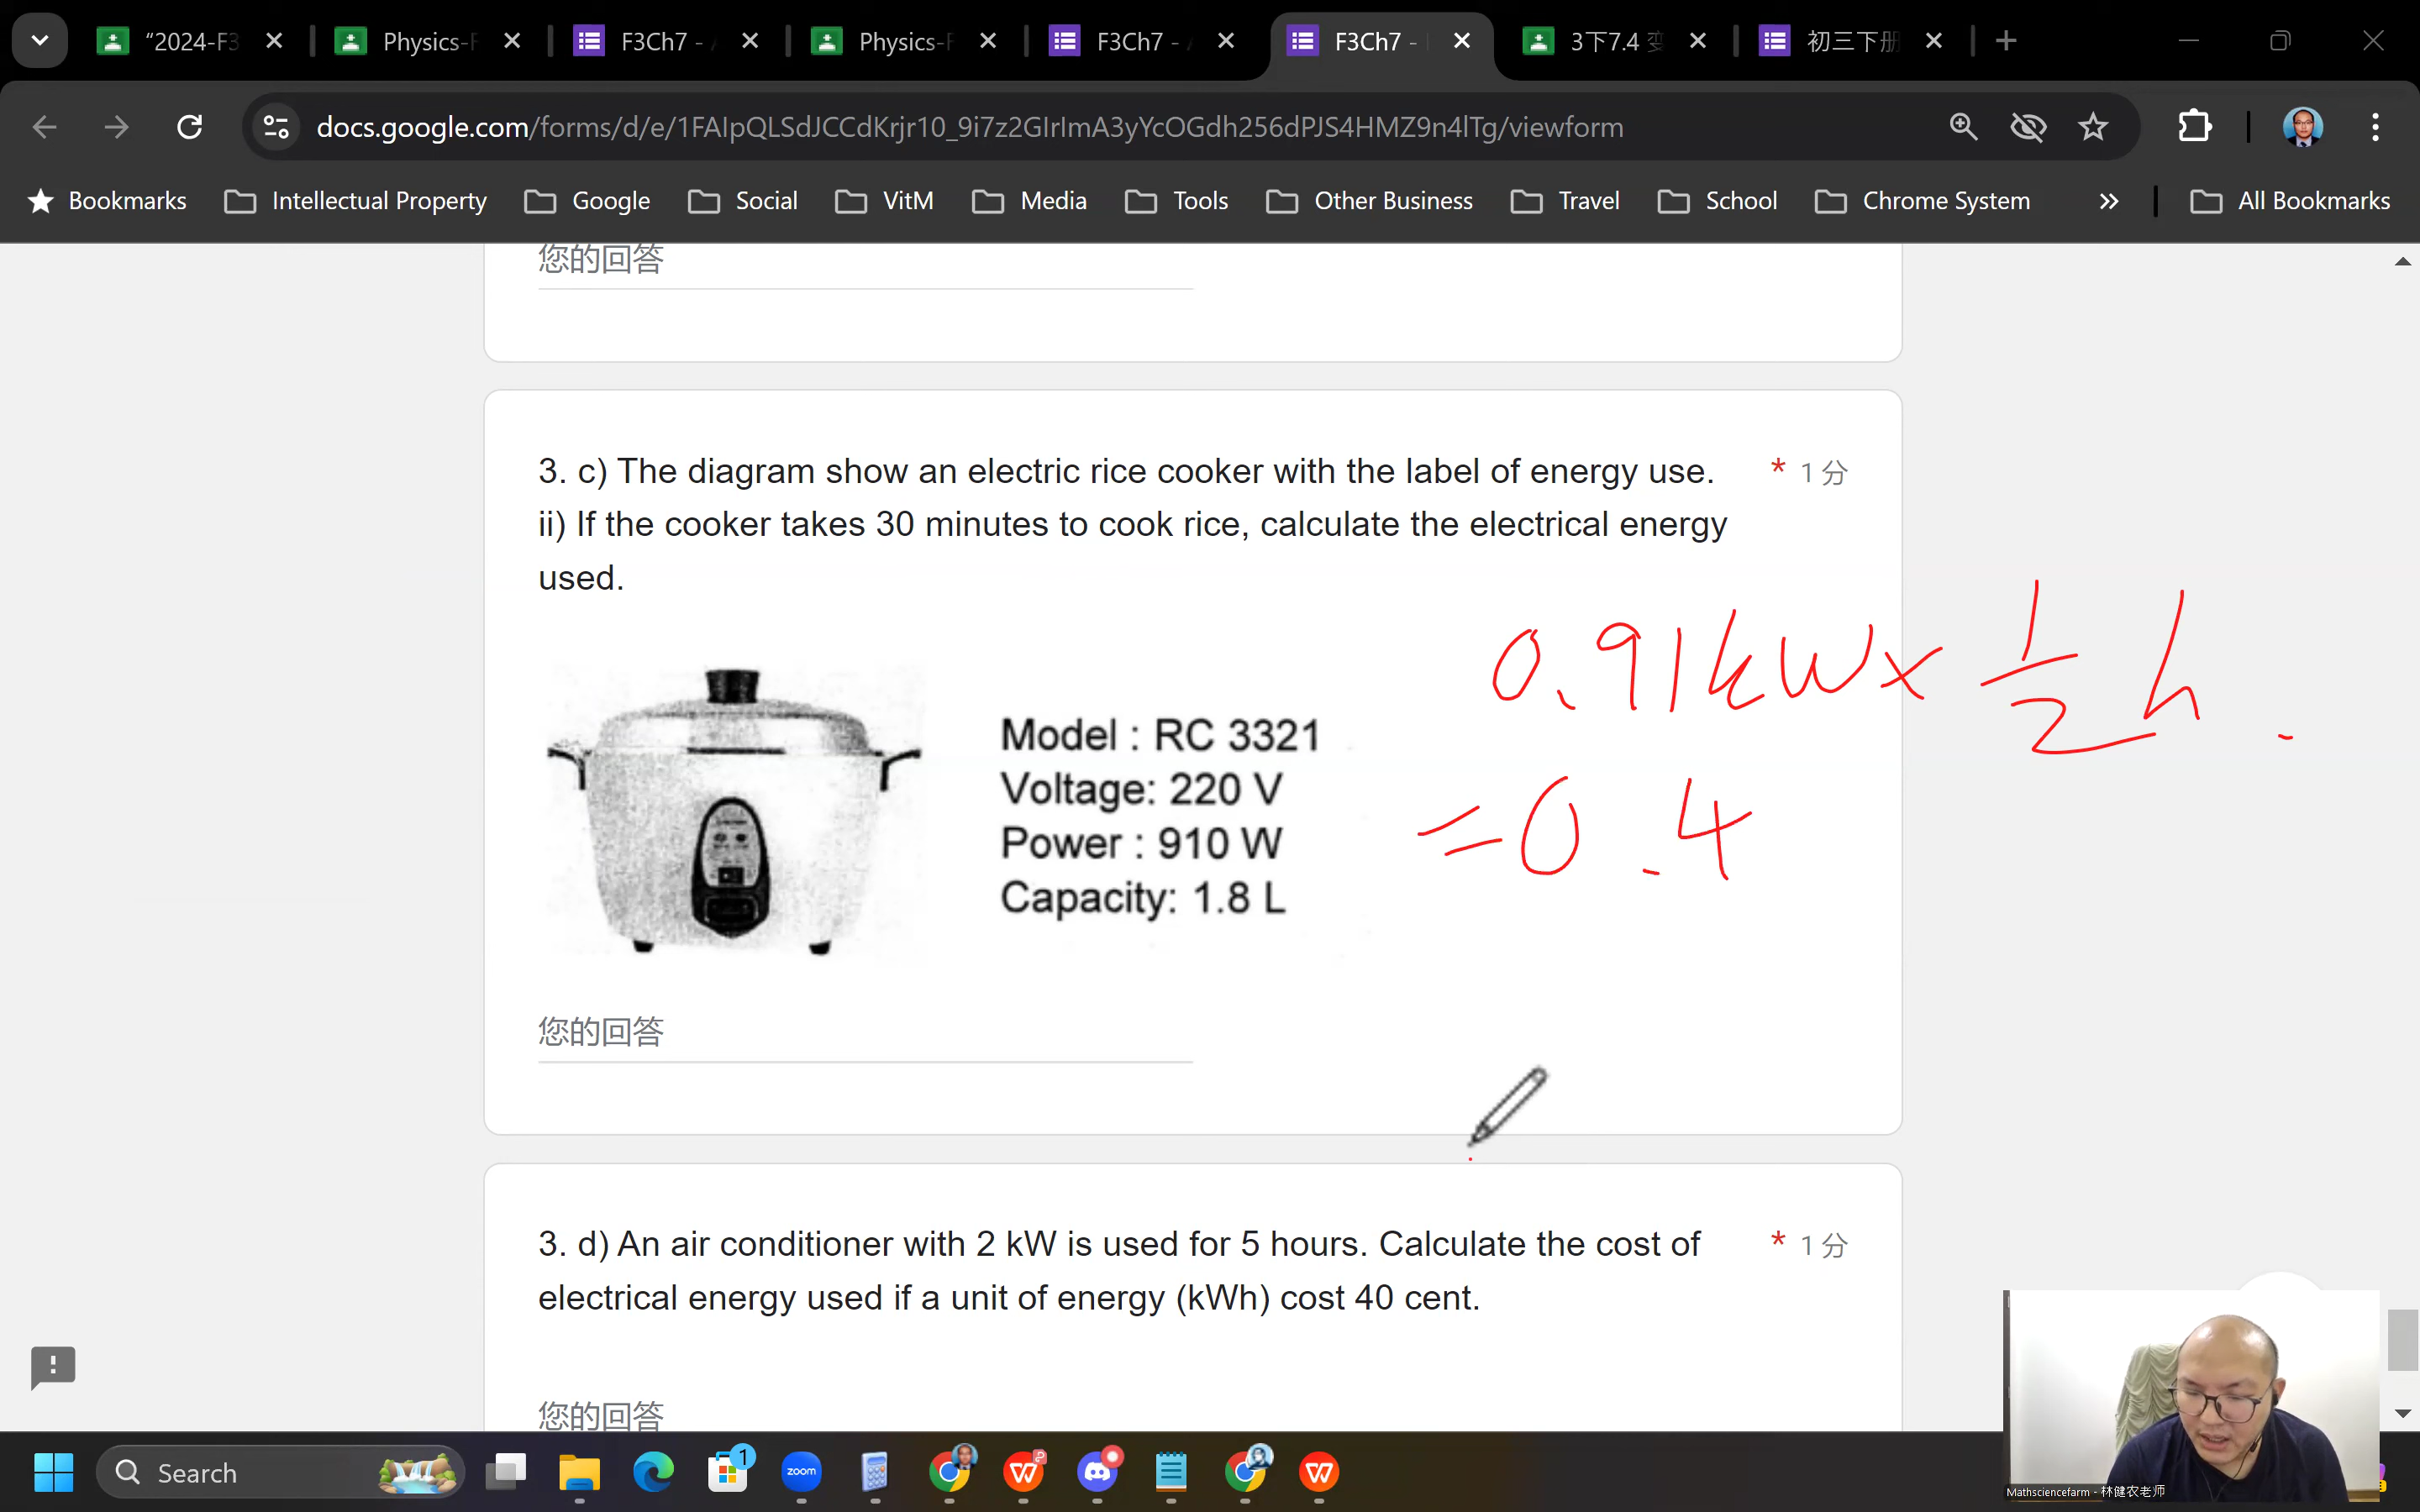 “2024-F3
Physics-F
F3Ch7 -
Physics-F
F3Ch7 -
F3Ch7 -
3下7.4 变
初三下册
docs.google.com/forms/d/e/1FAIpQLSdJCCdKrjr10_9i7z2GIrImA3yYcOGdh256dPJS4HMZ9n4lTg/viewform
Bookmarks
Intellectual Property
Google
Social
VitM
Media
Tools
Other Business
Travel
School
Chrome System
All Bookmarks
您的回答
3. c) The diagram show an electric rice cooker with the label of energy use. * 1 分
ii) If the cooker takes 30 minutes to cook rice, calculate the electrical energy
used.
0.91kW× 1/2 h .
Model : RC 3321
Voltage: 220 V
Power : 910 W
Capacity: 1.8 L
=0.4
您的回答
3. d) An air conditioner with 2 kW is used for 5 hours. Calculate the cost of * 1 分
electrical energy used if a unit of energy (kWh) cost 40 cent.
您的回答
Search
1
zoom
Mathsciencefarm - 林健农老师